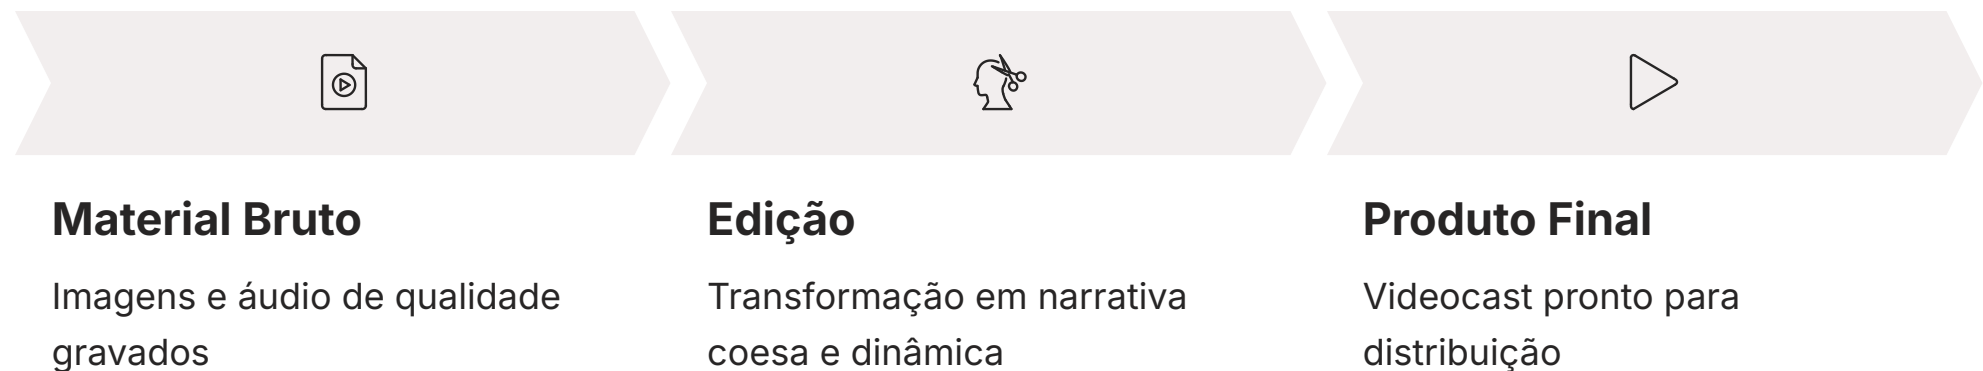 Material Bruto
Imagens e áudio de qualidade
gravados
Edição
Transformação em narrativa
coesa e dinâmica
Produto Final
Videocast pronto para
distribuição